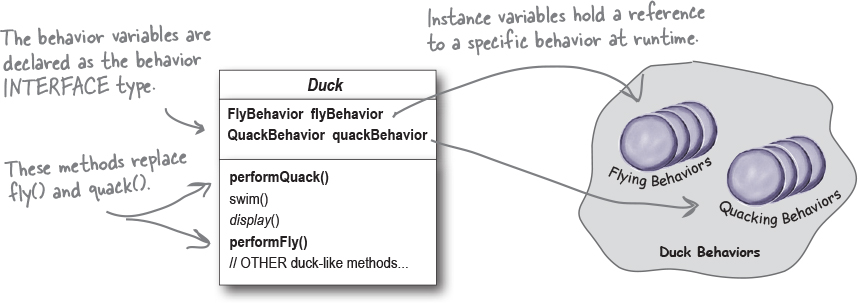 The behavior variables are
declared as the behavior
INTERFACE type.
These methods replace
fly() and quack().
Duck
FlyBehavior flyBehavior
QuackBehavior quackBehavior
performQuack()
swim()
display()
performFly()
// OTHER duck-like methods...
Instance variables hold a reference
to a specific behavior at runtime.
Flying Behaviors
Quacking Behaviors
Duck Behaviors